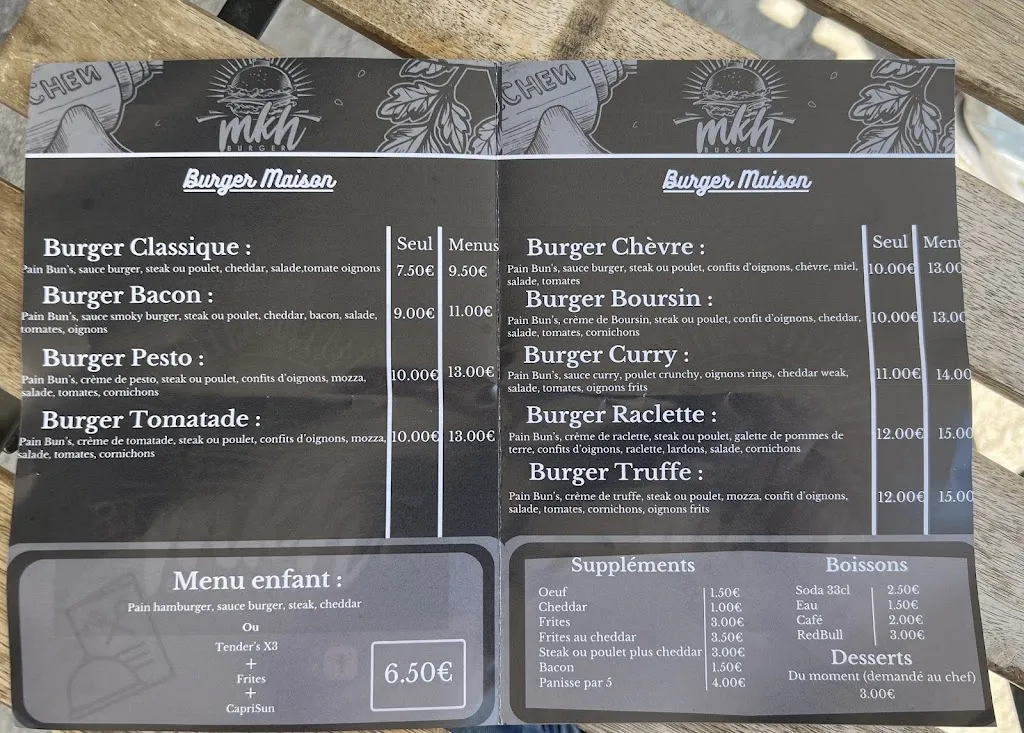 CHEN
mkh
BURGER
Burger Maison
Seul Menus
Burger Classique :
Pain Bun's, sauce burger, steak ou poulet, cheddar, salade,tomate oignons
7.50€ 9.50€
Burger Bacon :
Pain Bun's, sauce smoky burger, steak ou poulet, cheddar, bacon, salade,
tomates, oignons
9.00€ 11.00€
Burger Pesto :
Pain Bun's, crème de pesto, steak ou poulet, confits d'oignons, mozza,
salade, tomates, cornichons
10.00€ 13.00€
Burger Tomatade :
Pain Bun's, crème de tomatade, steak ou poulet, confits d'oignons, mozza,
salade, tomates, cornichons
10.00€ 13.00€
Menu enfant :
Pain hamburger, sauce burger, steak, cheddar
Ou
Tender's X3
+
Frites
+
CapriSun
6.50€
CHEN
mkh
BURGER
Burger Maison
Seul Menu
Burger Chèvre :
Pain Bun's, sauce burger, steak ou poulet, confits d'oignons, chèvre, miel,
salade, tomates
10.00€ 13.00
Burger Boursin :
Pain Bun's, crème de Boursin, steak ou poulet, confit d'oignons, cheddar,
salade, tomates, cornichons
10.00€ 13.00
Burger Curry :
Pain Bun's, sauce curry, poulet crunchy, oignons rings, cheddar weak,
salade, tomates, oignons frits
11.00€ 14.00
Burger Raclette :
Pain Bun's, crème de raclette, steak ou poulet, galette de pommes de
terre, confits d'oignons, raclette, lardons, salade, cornichons
12.00€ 15.00
Burger Truffe :
Pain Bun's, crème de truffe, steak ou poulet, mozza, confit d'oignons,
salade, tomates, cornichons, oignons frits
12.00€ 15.00
Suppléments
Oeuf 1.50€
Cheddar 1.00€
Frites 3.00€
Frites au cheddar 3.50€
Steak ou poulet plus cheddar 3.00€
Bacon 1.50€
Panisse par 5 4.00€
Boissons
Soda 33cl 2.50€
Eau 1.50€
Café 2.00€
RedBull 3.00€
Desserts
Du moment (demandé au chef)
3.00€